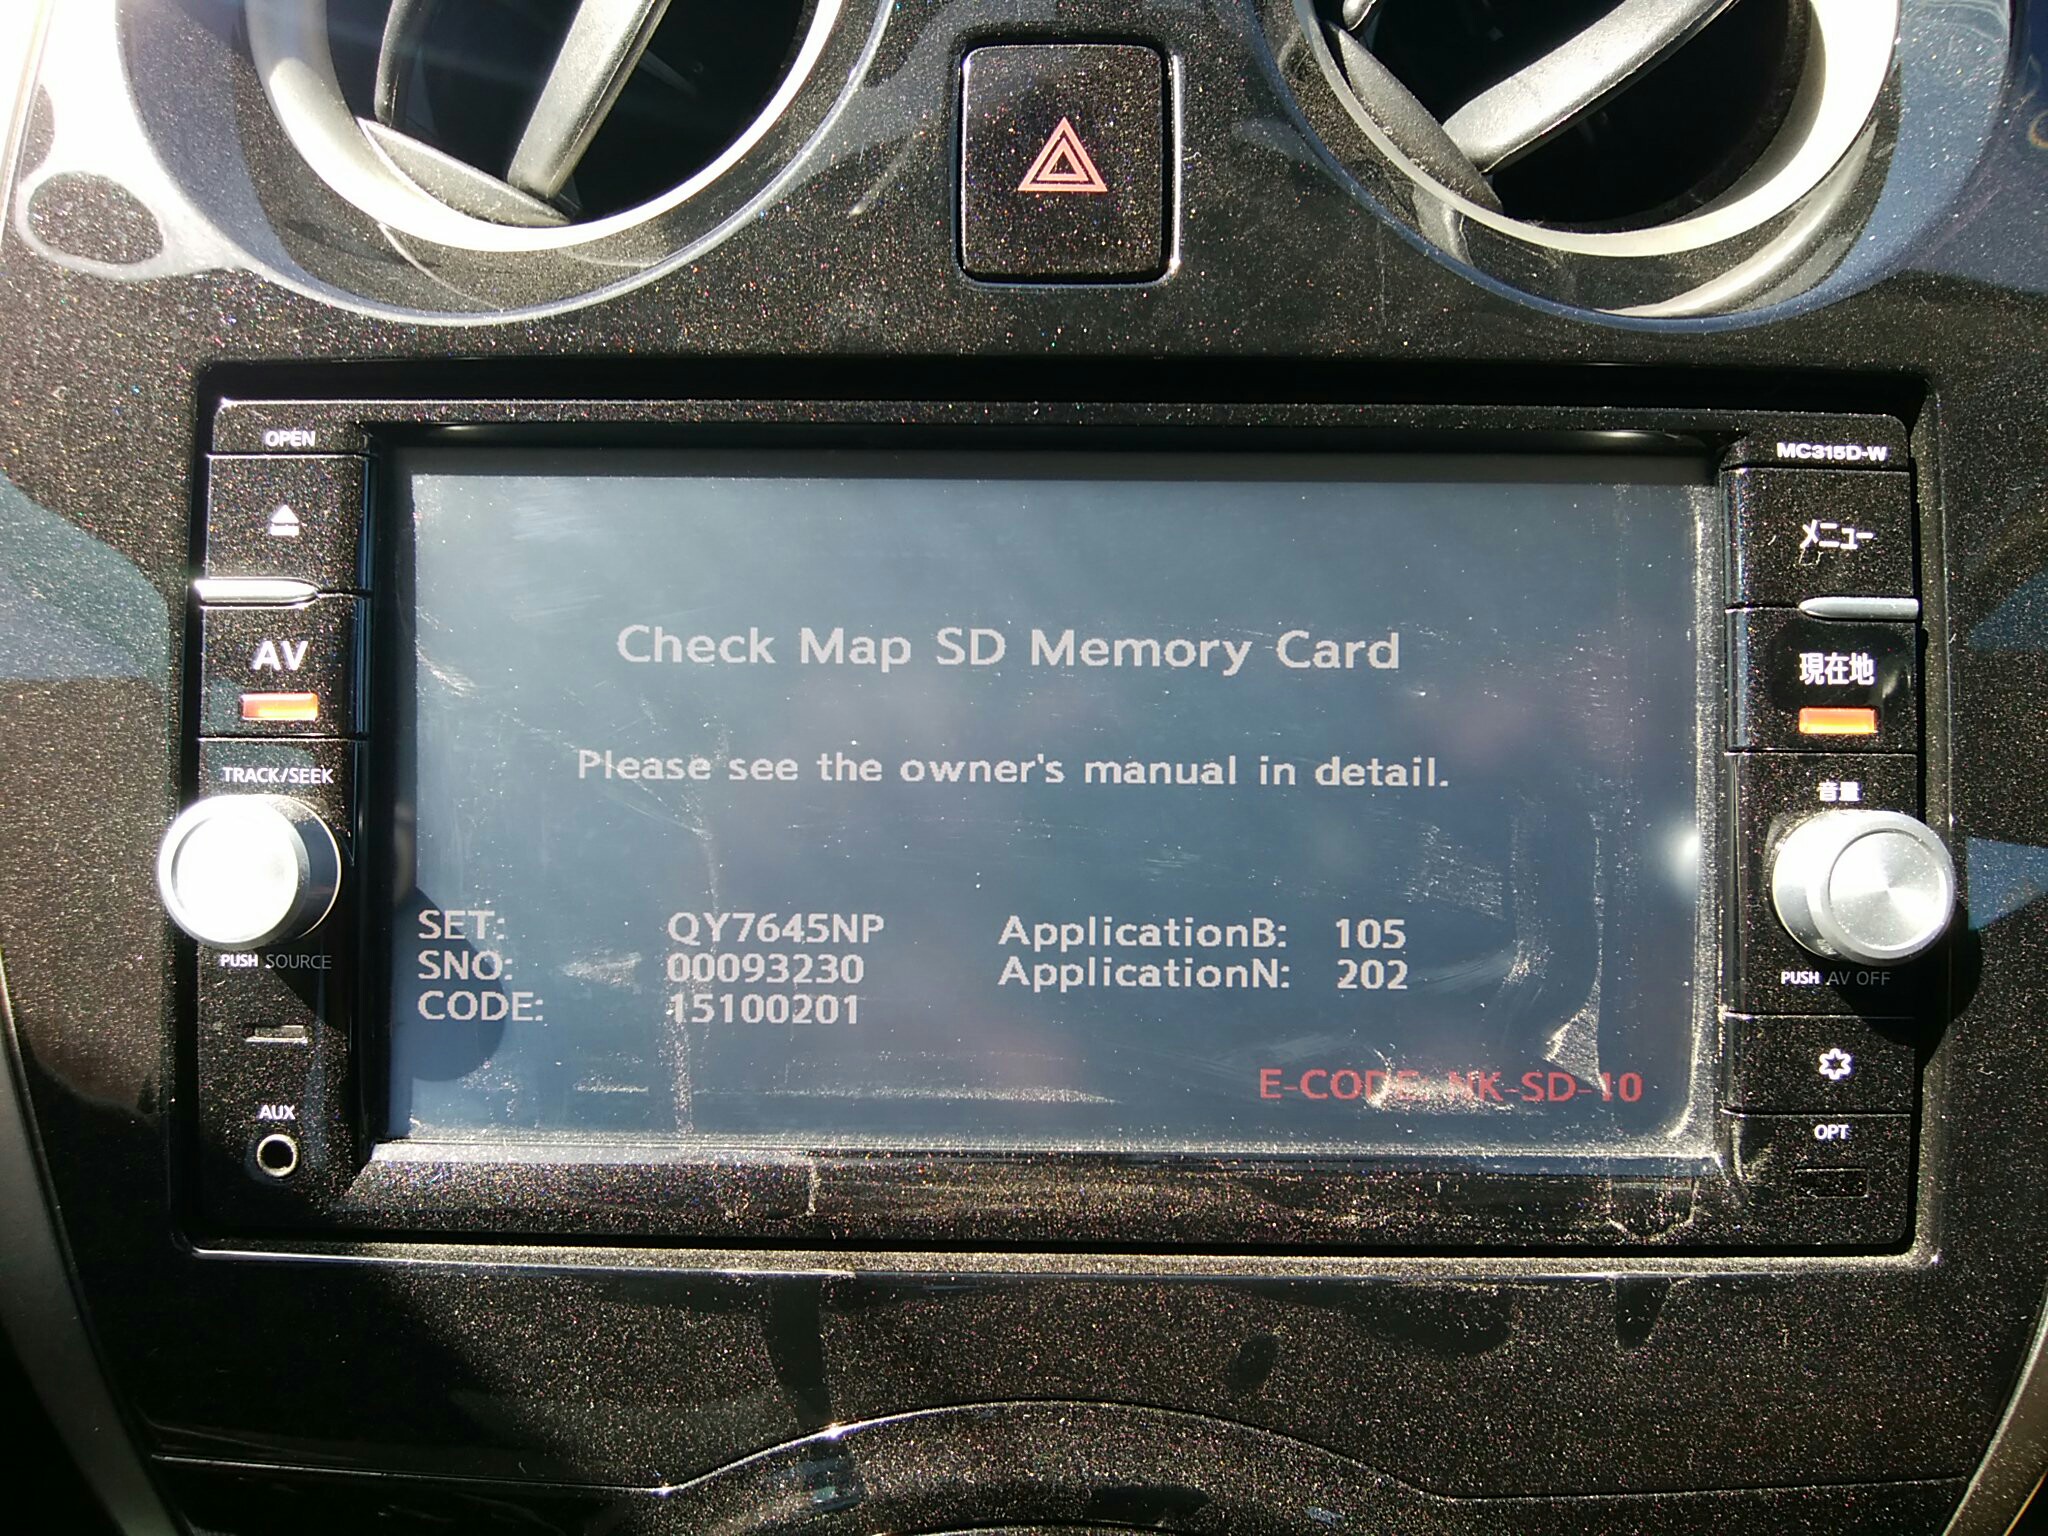 OPEN
MC315D-W
メニュー
AV
現在地
TRACK/SEEK
音量
PUSH SOURCE
PUSH AV OFF
AUX
OPT
Check Map SD Memory Card
Please see the owner's manual in detail.
SET: QY7645NP ApplicationB: 105
SNO: 00093230 ApplicationN: 202
CODE: 15100201
E-CODE: NK-SD-10